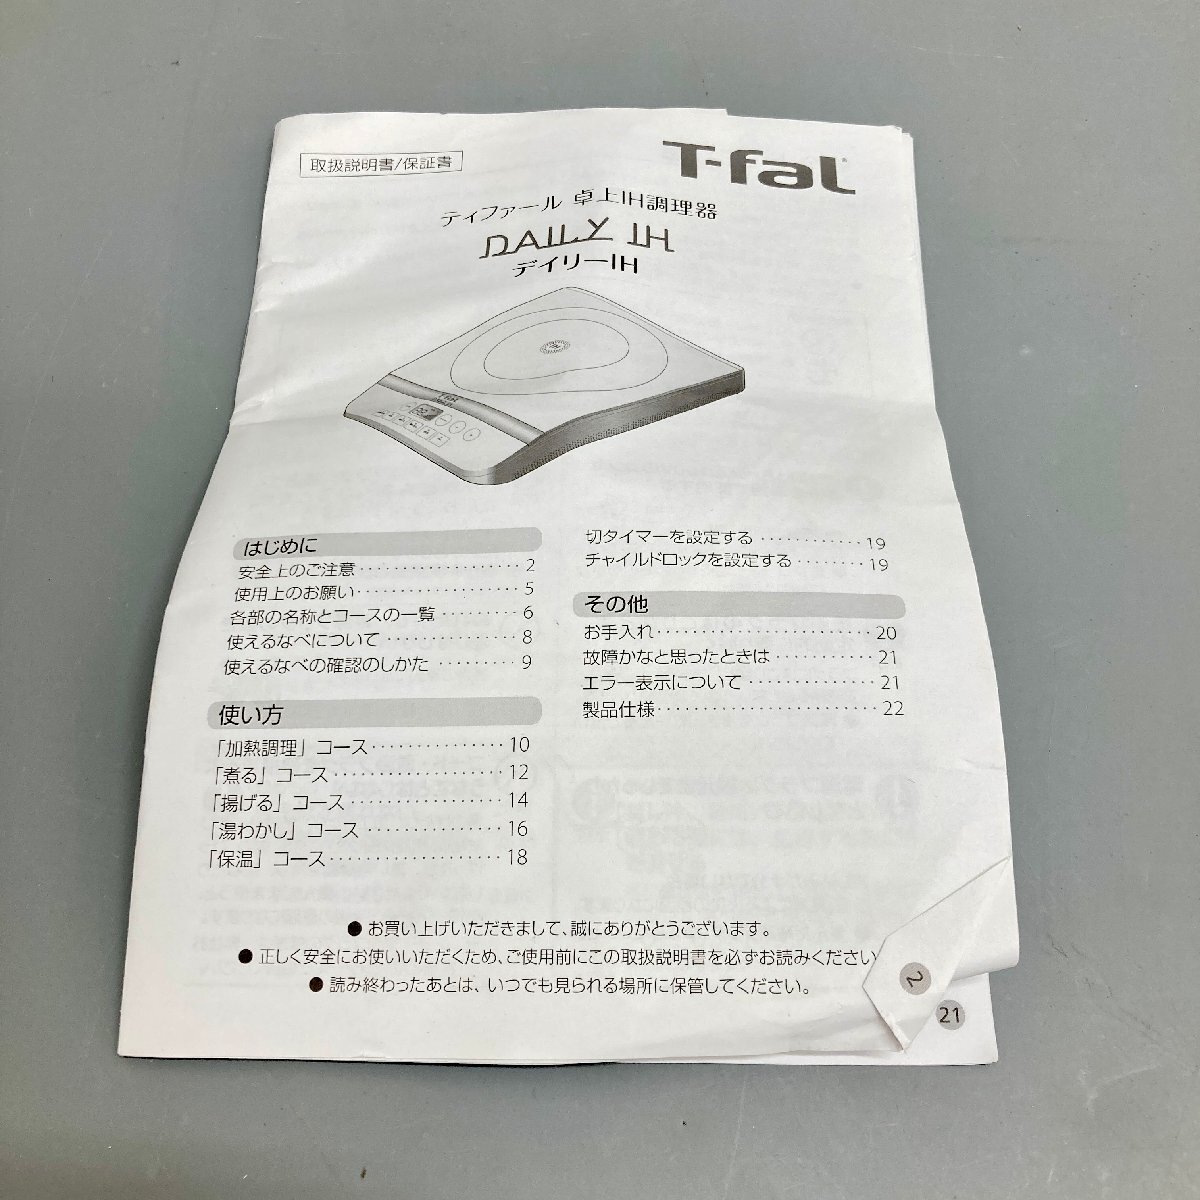 取扱説明書/保証書
T-fal
ティファール 卓上IH調理器
DAILY IH
デイリーIH
はじめに
安全上のご注意 ･･････････････････ 2
使用上のお願い ･･････････････････ 5
各部の名称とコースの一覧 ･････････ 6
使えるなべについて ･･････････････ 8
使えるなべの確認のしかた ･････････ 9
使い方
「加熱調理」コース ･･････････････ 10
「煮る」コース ･･････････････････ 12
「揚げる」コース ････････････････ 14
「湯わかし」コース ･･････････････ 16
「保温」コース ･･････････････････ 18
切タイマーを設定する ････････････ 19
チャイルドロックを設定する ････････ 19
その他
お手入れ ････････････････････････ 20
故障かなと思ったときは ･･･････････ 21
エラー表示について ･･････････････ 21
製品仕様 ････････････････････････ 22
● お買い上げいただきまして、誠にありがとうございます。
● 正しく安全にお使いいただくため、ご使用前にこの取扱説明書を必ずお読みください
● 読み終わったあとは、いつでも見られる場所に保管してください。
2
21